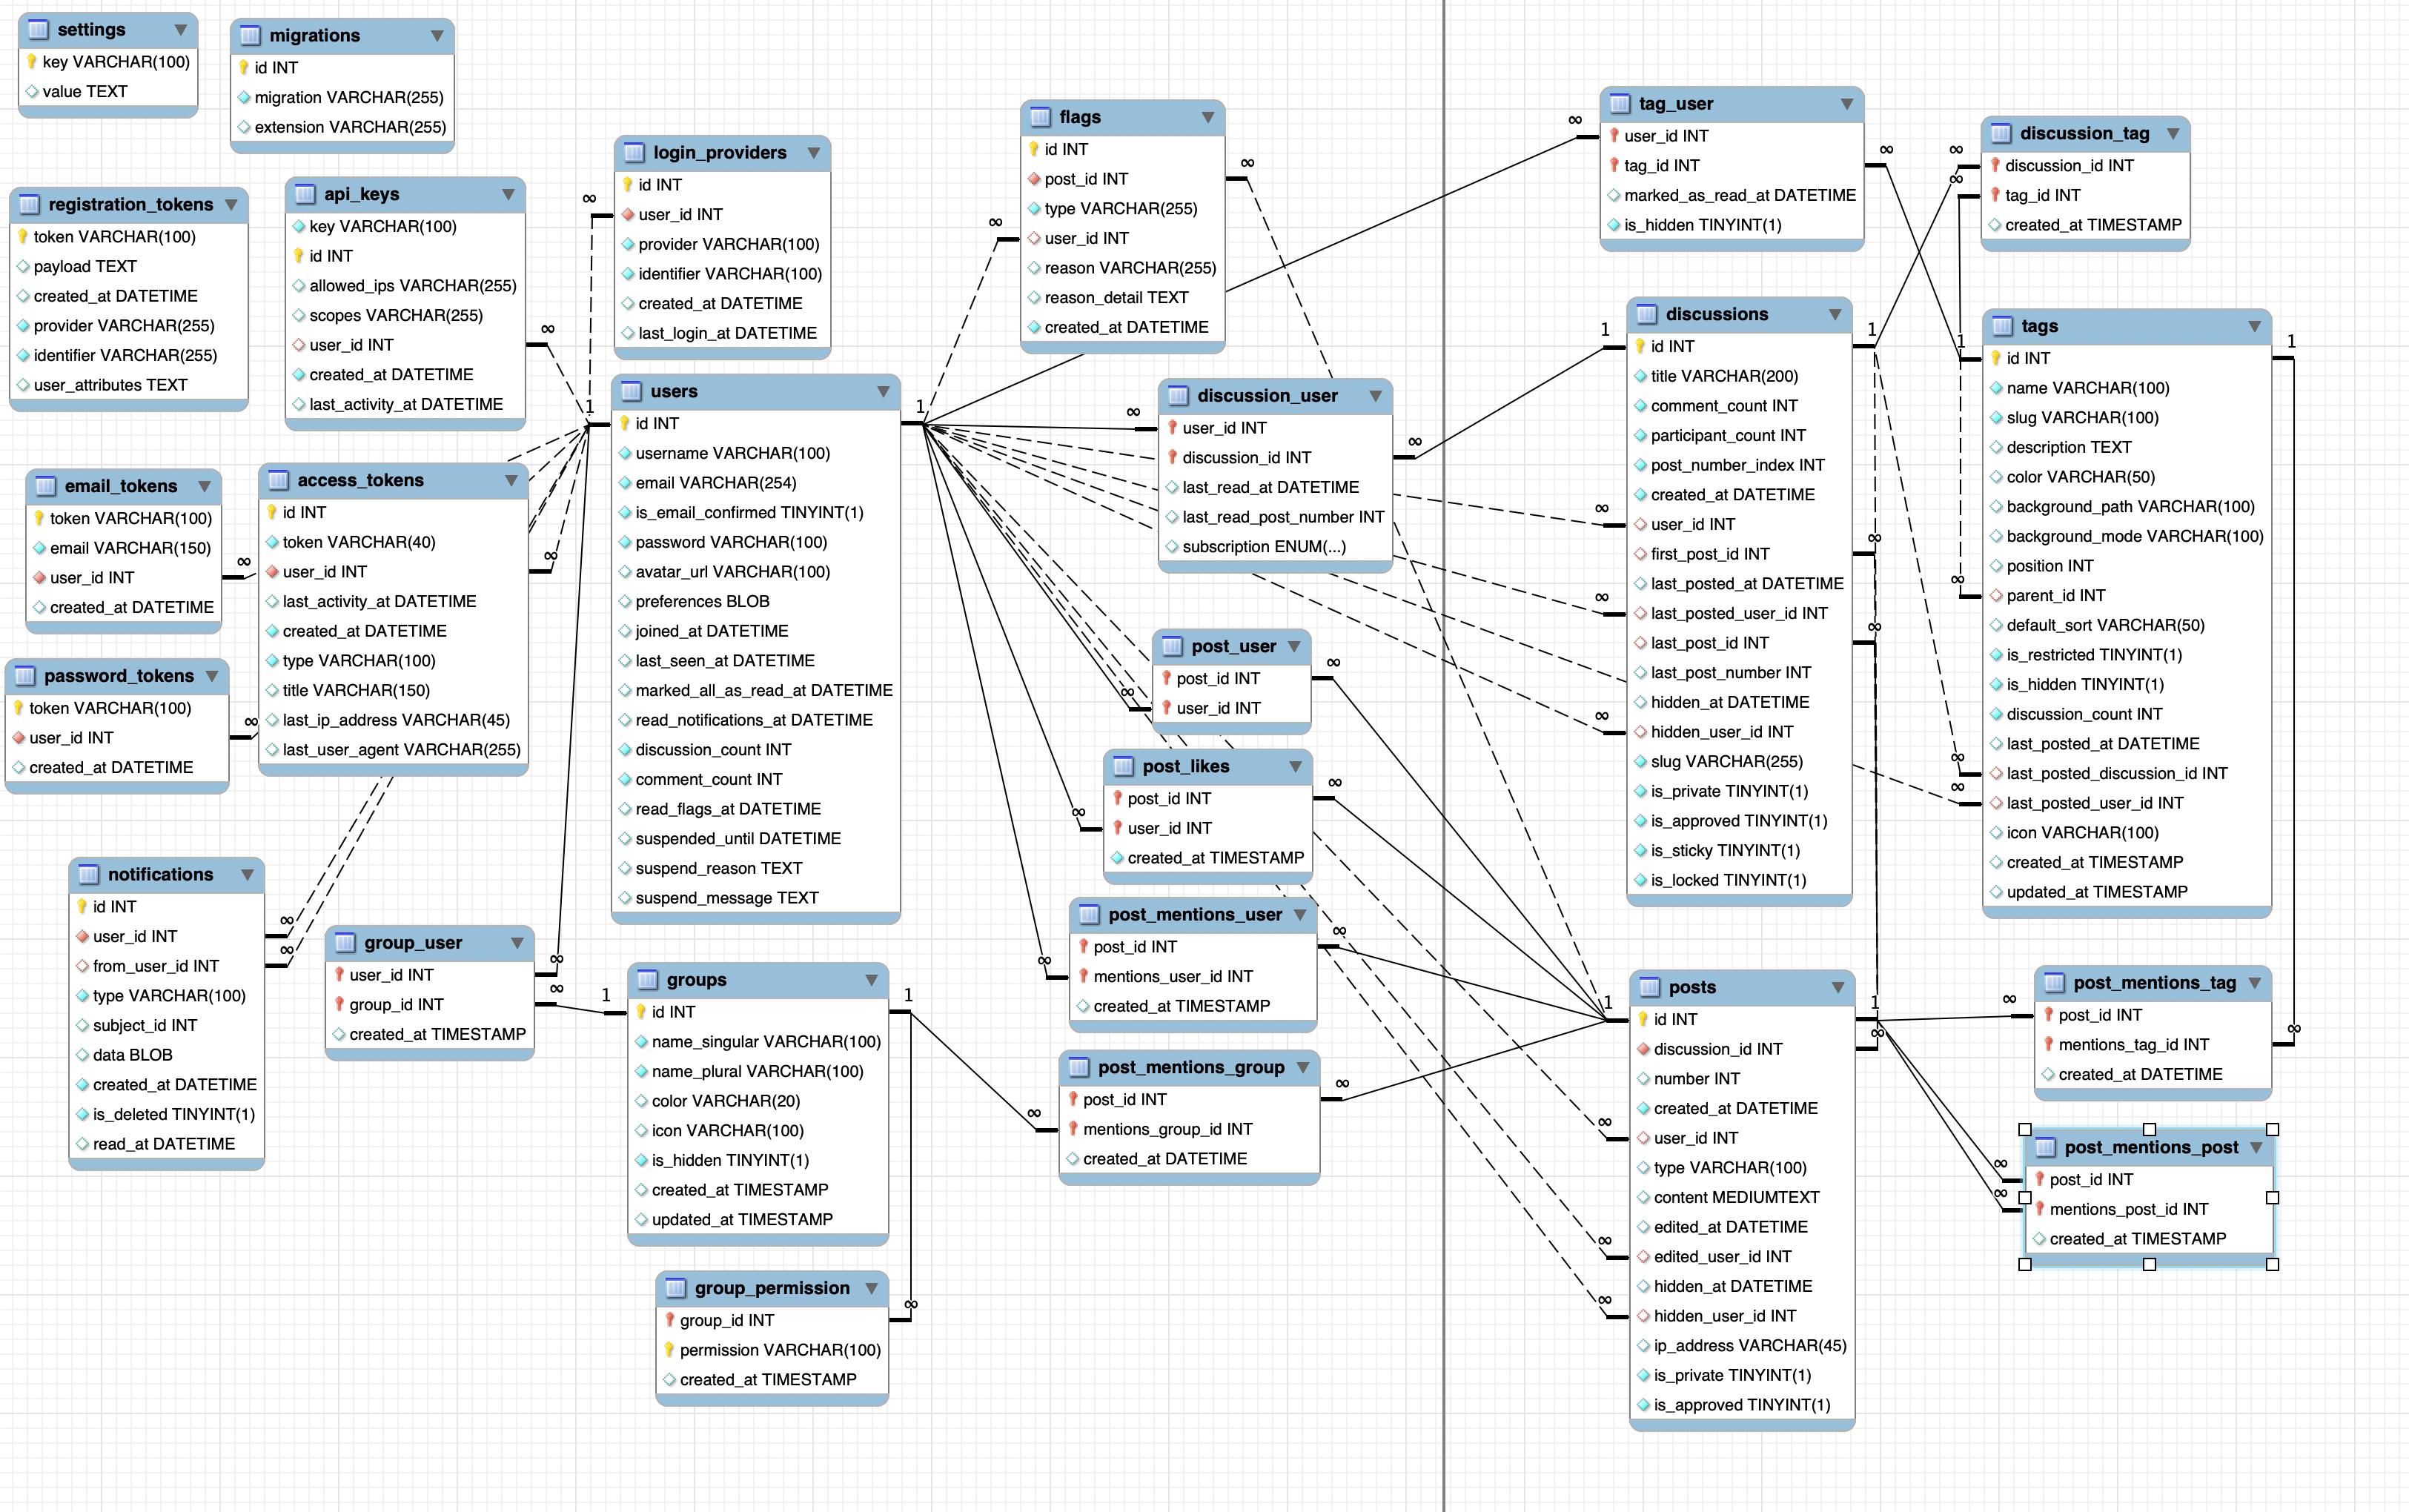 settings
key VARCHAR(100)
value TEXT
migrations
id INT
migration VARCHAR(255)
extension VARCHAR(255)
registration_tokens
token VARCHAR(100)
payload TEXT
created_at DATETIME
provider VARCHAR(255)
identifier VARCHAR(255)
user_attributes TEXT
api_keys
key VARCHAR(100)
id INT
allowed_ips VARCHAR(255)
scopes VARCHAR(255)
user_id INT
created_at DATETIME
last_activity_at DATETIME
∞
login_providers
id INT
user_id INT
provider VARCHAR(100)
identifier VARCHAR(100)
created_at DATETIME
last_login_at DATETIME
∞
email_tokens
token VARCHAR(100)
email VARCHAR(150)
user_id INT
created_at DATETIME
∞
access_tokens
id INT
token VARCHAR(40)
user_id INT
last_activity_at DATETIME
created_at DATETIME
type VARCHAR(100)
title VARCHAR(150)
last_ip_address VARCHAR(45)
last_user_agent VARCHAR(255)
∞
password_tokens
token VARCHAR(100)
user_id INT
created_at DATETIME
∞
notifications
id INT
user_id INT
from_user_id INT
type VARCHAR(100)
subject_id INT
data BLOB
created_at DATETIME
is_deleted TINYINT(1)
read_at DATETIME
∞
∞
group_user
user_id INT
group_id INT
created_at TIMESTAMP
∞
∞
1
1
users
id INT
username VARCHAR(100)
email VARCHAR(254)
is_email_confirmed TINYINT(1)
password VARCHAR(100)
avatar_url VARCHAR(100)
preferences BLOB
joined_at DATETIME
last_seen_at DATETIME
marked_all_as_read_at DATETIME
read_notifications_at DATETIME
discussion_count INT
comment_count INT
read_flags_at DATETIME
suspended_until DATETIME
suspend_reason TEXT
suspend_message TEXT
1
1
groups
id INT
name_singular VARCHAR(100)
name_plural VARCHAR(100)
color VARCHAR(20)
icon VARCHAR(100)
is_hidden TINYINT(1)
created_at TIMESTAMP
updated_at TIMESTAMP
group_permission
group_id INT
permission VARCHAR(100)
created_at TIMESTAMP
∞
flags
id INT
post_id INT
type VARCHAR(255)
user_id INT
reason VARCHAR(255)
reason_detail TEXT
created_at DATETIME
∞
∞
discussion_user
user_id INT
discussion_id INT
last_read_at DATETIME
last_read_post_number INT
subscription ENUM(...)
∞
∞
post_user
post_id INT
user_id INT
∞
∞
post_likes
post_id INT
user_id INT
created_at TIMESTAMP
∞
∞
post_mentions_user
post_id INT
mentions_user_id INT
created_at TIMESTAMP
∞
∞
post_mentions_group
post_id INT
mentions_group_id INT
created_at DATETIME
∞
∞
tag_user
user_id INT
tag_id INT
marked_as_read_at DATETIME
is_hidden TINYINT(1)
∞
∞
discussion_tag
discussion_id INT
tag_id INT
created_at TIMESTAMP
∞
∞
discussions
id INT
title VARCHAR(200)
comment_count INT
participant_count INT
post_number_index INT
created_at DATETIME
user_id INT
first_post_id INT
last_posted_at DATETIME
last_posted_user_id INT
last_post_id INT
last_post_number INT
hidden_at DATETIME
hidden_user_id INT
slug VARCHAR(255)
is_private TINYINT(1)
is_approved TINYINT(1)
is_sticky TINYINT(1)
is_locked TINYINT(1)
1
1
∞
∞
∞
∞
∞
tags
id INT
name VARCHAR(100)
slug VARCHAR(100)
description TEXT
color VARCHAR(50)
background_path VARCHAR(100)
background_mode VARCHAR(100)
position INT
parent_id INT
default_sort VARCHAR(50)
is_restricted TINYINT(1)
is_hidden TINYINT(1)
discussion_count INT
last_posted_at DATETIME
last_posted_discussion_id INT
last_posted_user_id INT
icon VARCHAR(100)
created_at TIMESTAMP
updated_at TIMESTAMP
1
1
∞
∞
∞
posts
id INT
discussion_id INT
number INT
created_at DATETIME
user_id INT
type VARCHAR(100)
content MEDIUMTEXT
edited_at DATETIME
edited_user_id INT
hidden_at DATETIME
hidden_user_id INT
ip_address VARCHAR(45)
is_private TINYINT(1)
is_approved TINYINT(1)
1
1
∞
∞
∞
∞
post_mentions_tag
post_id INT
mentions_tag_id INT
created_at DATETIME
∞
∞
post_mentions_post
post_id INT
mentions_post_id INT
created_at TIMESTAMP
∞
∞